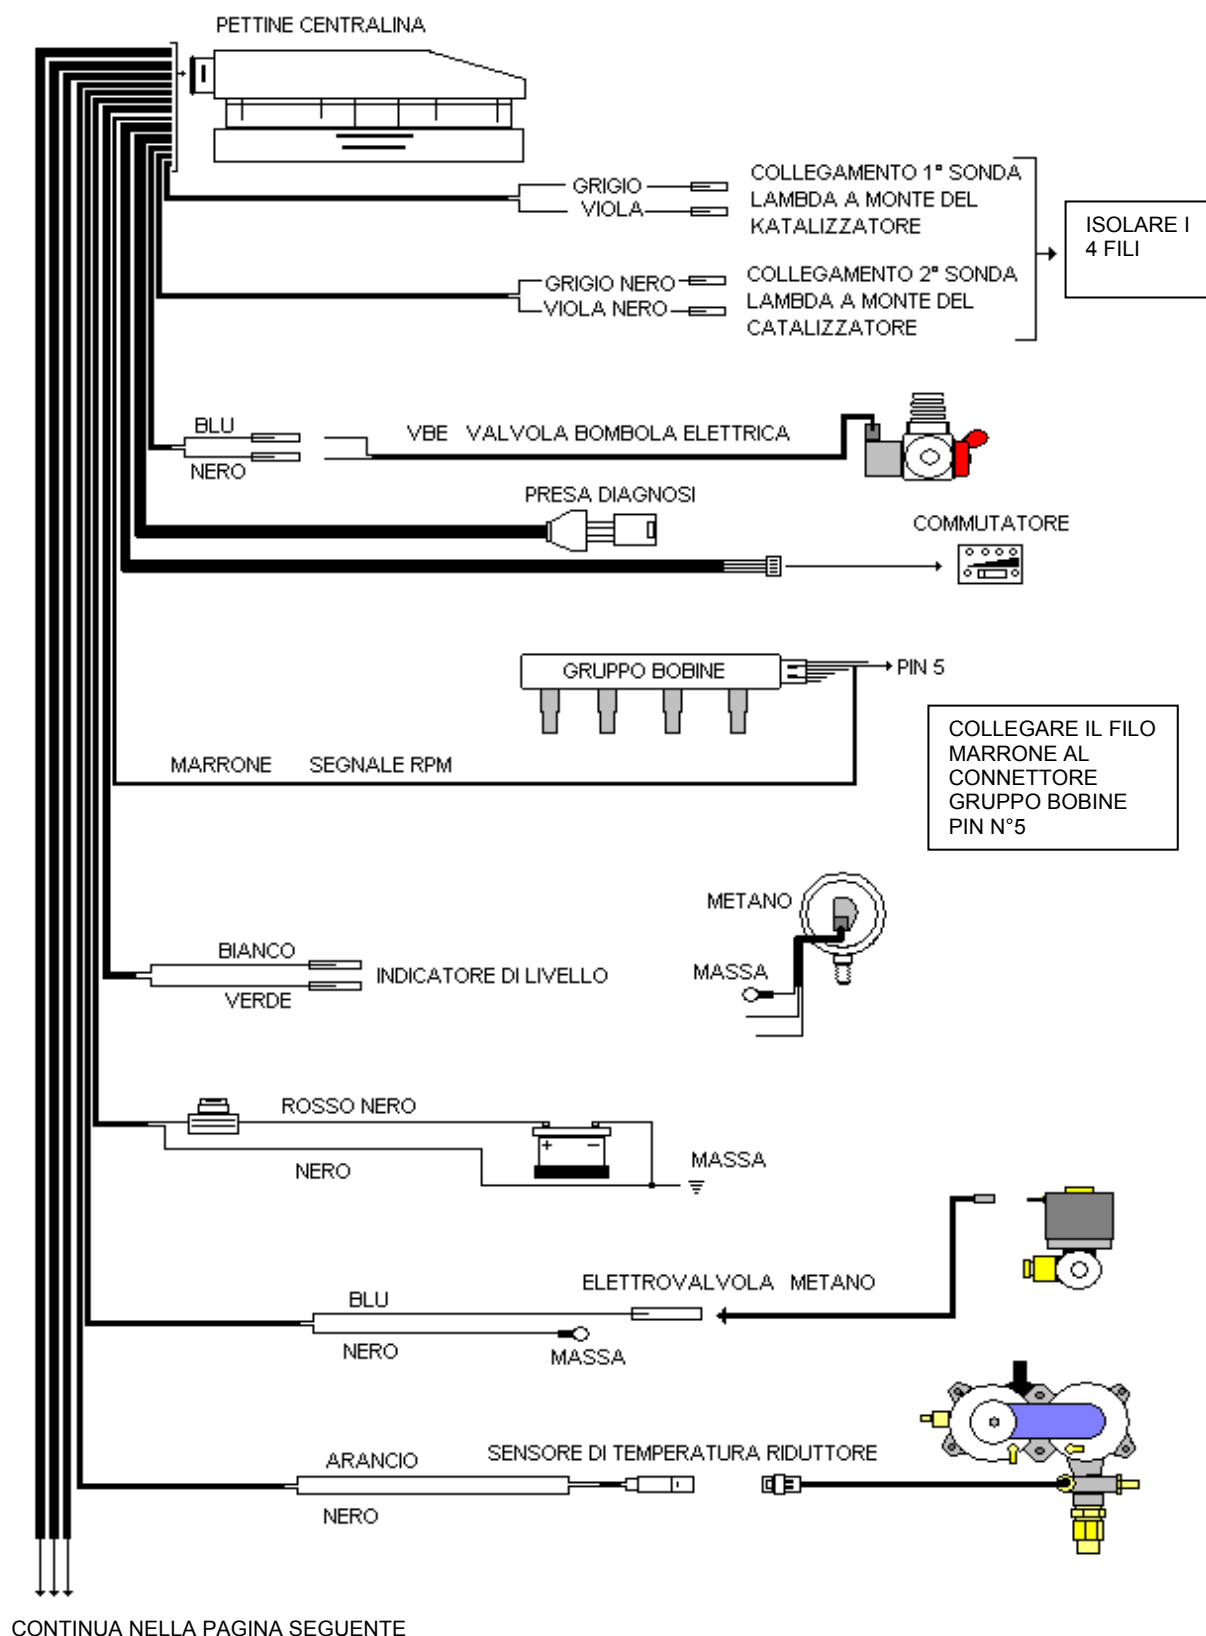 PETTINE CENTRALINA
GRIGIO
VIOLA
COLLEGAMENTO 1° SONDA
LAMBDA A MONTE DEL
KATALIZZATORE
ISOLARE I
4 FILI
GRIGIO NERO
VIOLA NERO
COLLEGAMENTO 2° SONDA
LAMBDA A MONTE DEL
CATALIZZATORE
BLU
NERO
VBE VALVOLA BOMBOLA ELETTRICA
PRESA DIAGNOSI
COMMUTATORE
GRUPPO BOBINE
PIN 5
MARRONE SEGNALE RPM
COLLEGARE IL FILO
MARRONE AL
CONNETTORE
GRUPPO BOBINE
PIN N°5
METANO
MASSA
BIANCO
VERDE
INDICATORE DI LIVELLO
ROSSO NERO
NERO
+ −
MASSA
ELETTROVALVOLA METANO
BLU
NERO
MASSA
SENSORE DI TEMPERATURA RIDUTTORE
ARANCIO
NERO
CONTINUA NELLA PAGINA SEGUENTE